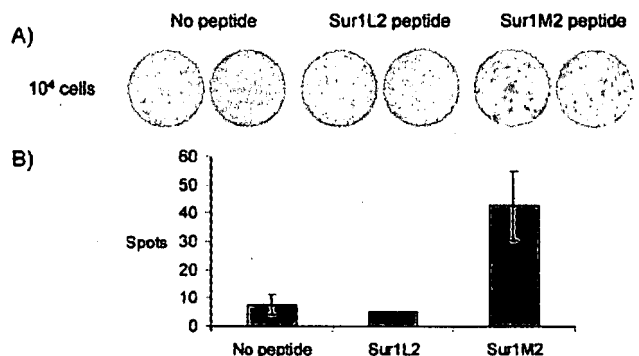 A)
No peptide Sur1L2 peptide Sur1M2 peptide
10⁴ cells
B)
60
50
40
30
20
10
0
Spots
No peptide Sur1L2 Sur1M2